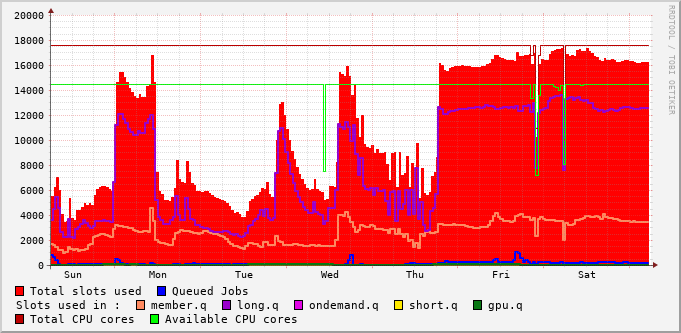 20000
18000
16000
14000
12000
10000
8000
6000
4000
2000
0
Sun Mon Tue Wed Thu Fri Sat
RRDTOOL / TOBI OETIKER
Total slots used Queued Jobs
Slots used in : member.q long.q ondemand.q short.q gpu.q
Total CPU cores Available CPU cores